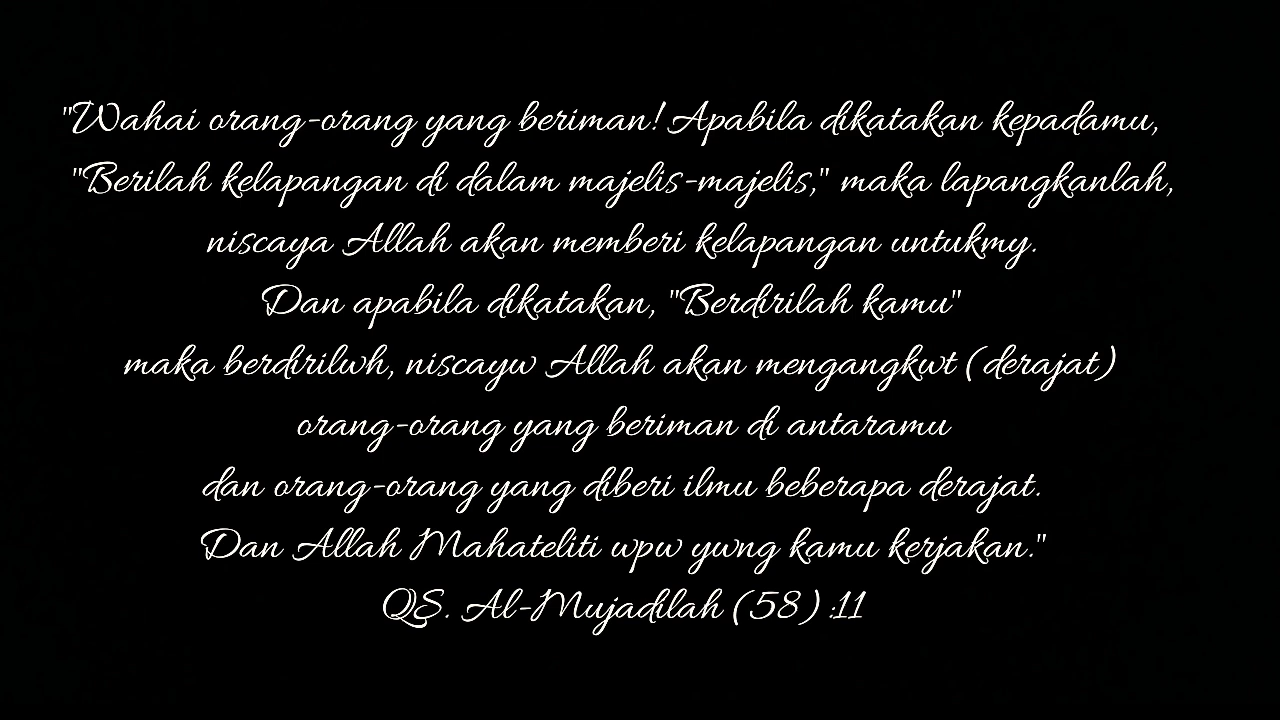 "Wahai orang-orang yang beriman! Apabila dikatakan kepadamu,
"Berilah kelapangan di dalam majelis-majelis," maka lapangkanlah,
niscaya Allah akan memberi kelapangan untukmy.
Dan apabila dikatakan, "Berdirilah kamu"
maka berdirilwh, niscayw Allah akan mengangkwt (derajat)
orang-orang yang beriman di antaramu
dan orang-orang yang diberi ilmu beberapa derajat.
Dan Allah Mahateliti wpw ywng kamu kerjakan."
QS. Al-Mujadilah (58) :11